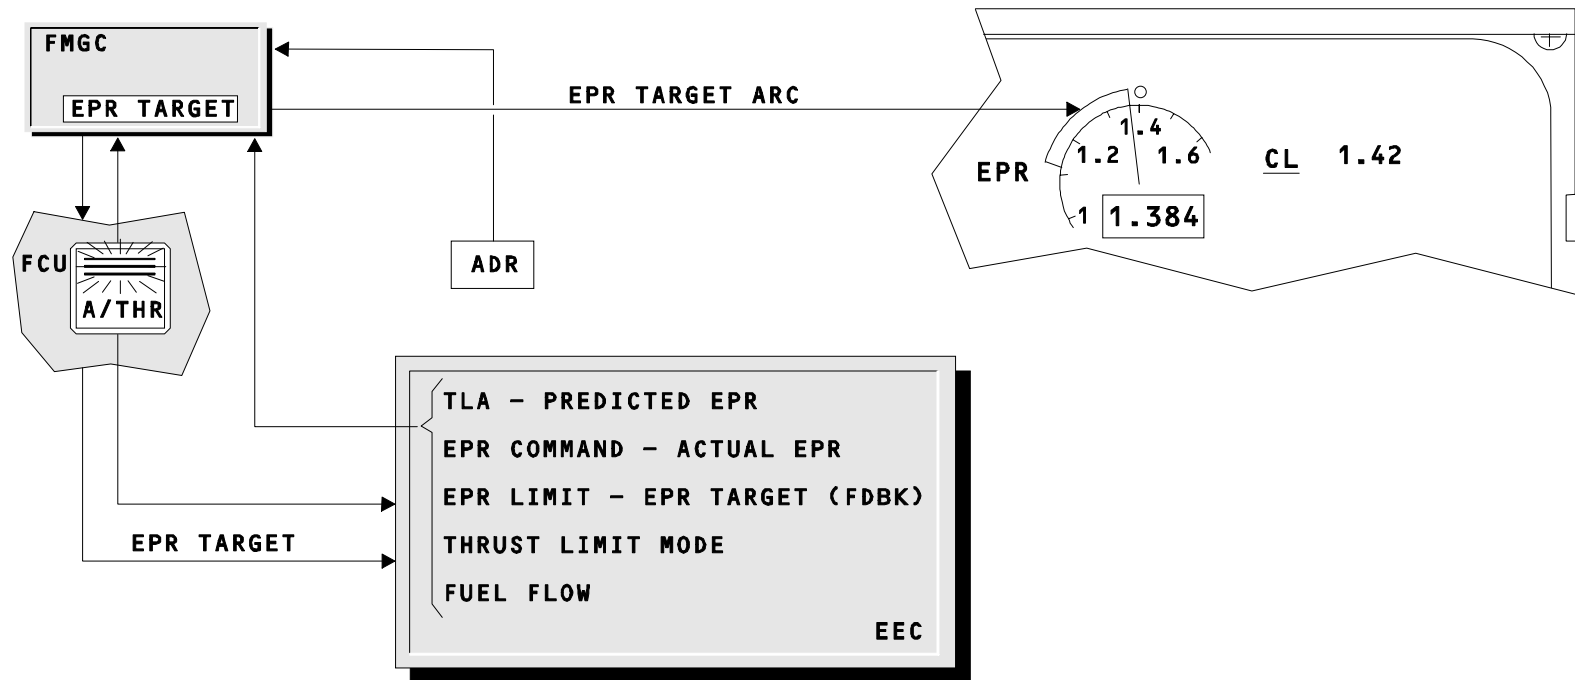 FMGC
EPR TARGET
EPR TARGET ARC
1.4
1.2
1.6
EPR
1
1.384
CL 1.42
FCU
A/THR
ADR
TLA – PREDICTED EPR
EPR COMMAND – ACTUAL EPR
EPR LIMIT – EPR TARGET (FDBK)
EPR TARGET
THRUST LIMIT MODE
FUEL FLOW
EEC